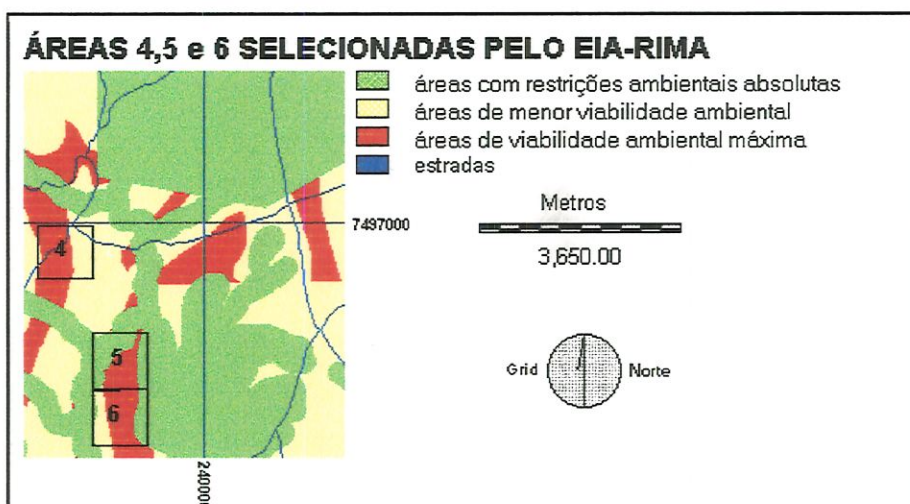 ÁREAS 4,5 e 6 SELECIONADAS PELO EIA-RIMA
áreas com restrições ambientais absolutas
áreas de menor viabilidade ambiental
áreas de viabilidade ambiental máxima
estradas
Metros
3,650.00
7497000
4
5
6
Grid Norte